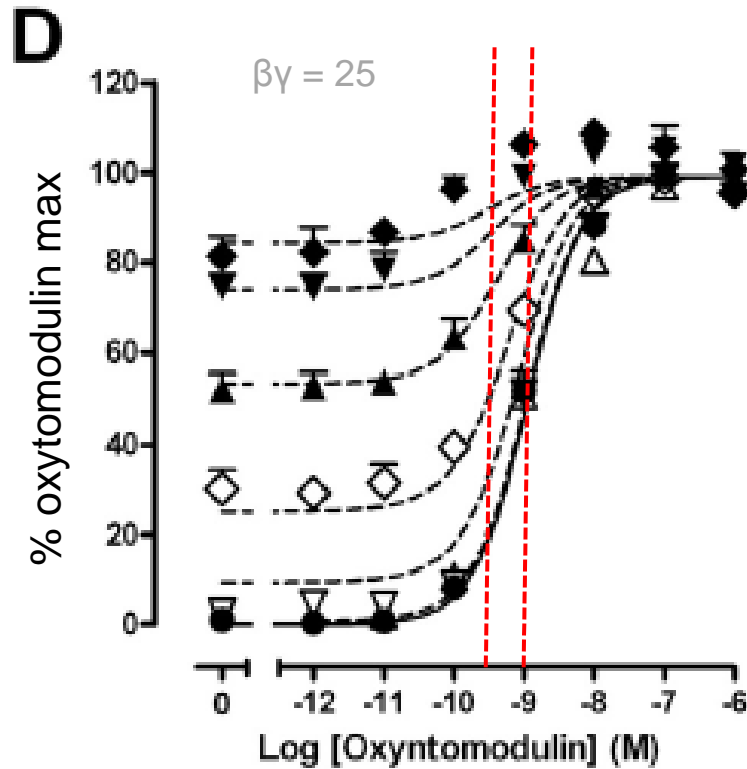 D
βγ = 25
% oxytomodulin max
120
100
80
60
40
20
0
0 -12 -11 -10 -9 -8 -7 -6
Log [Oxyntomodulin] (M)